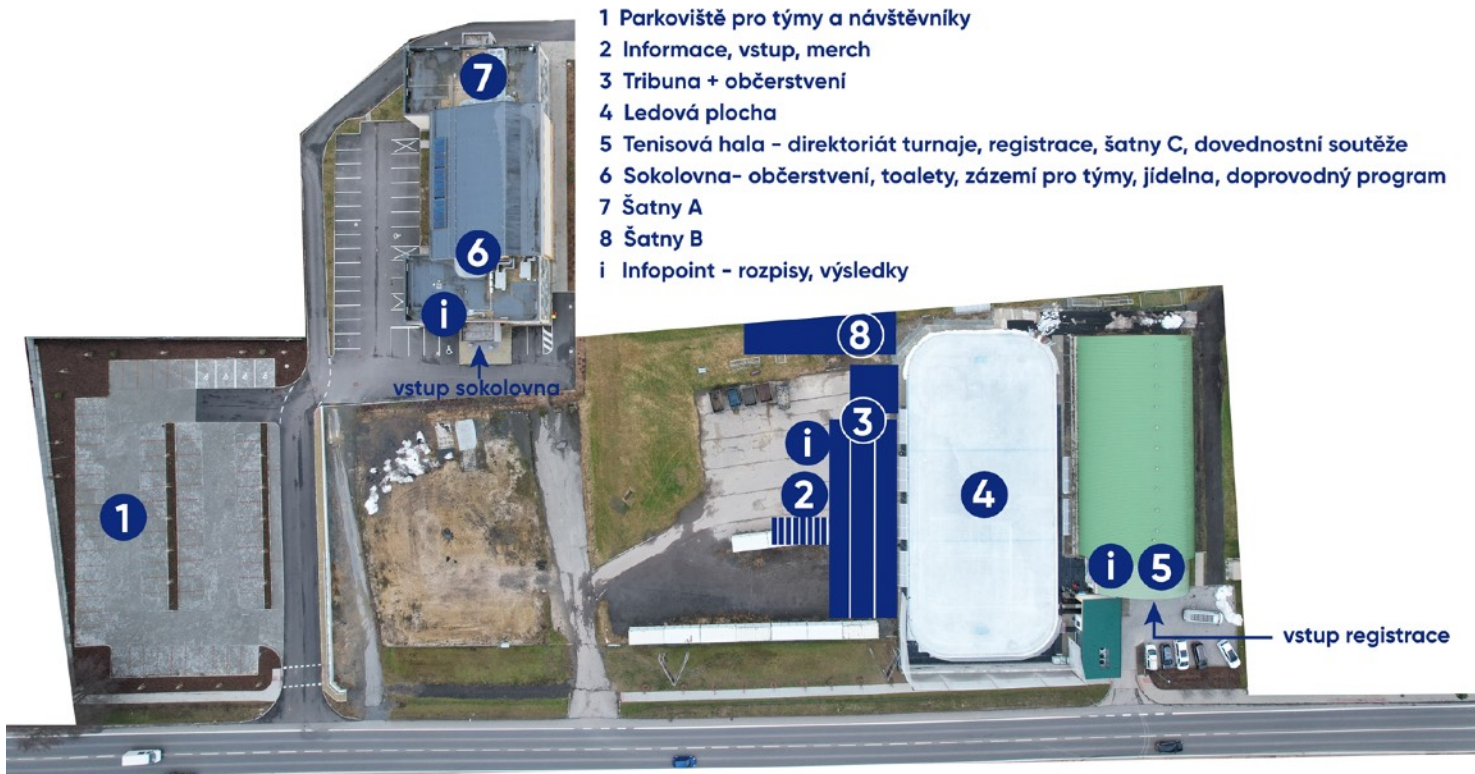 1 Parkoviště pro týmy a návštěvníky
2 Informace, vstup, merch
3 Tribuna + občerstvení
4 Ledová plocha
5 Tenisová hala - direktoriát turnaje, registrace, šatny C, dovednostní soutěže
6 Sokolovna- občerstvení, toalety, zázemí pro týmy, jídelna, doprovodný program
7 Šatny A
8 Šatny B
i Infopoint - rozpisy, výsledky
7
6
i
vstup sokolovna
8
3
i
2
4
1
i
5
vstup registrace